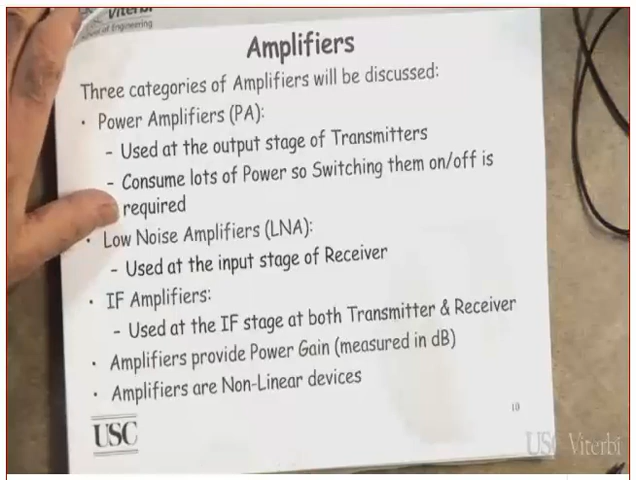 Viterbi
School of Engineering
Amplifiers
Three categories of Amplifiers will be discussed:
• Power Amplifiers (PA):
- Used at the output stage of Transmitters
- Consume lots of Power so Switching them on/off is
required
• Low Noise Amplifiers (LNA):
- Used at the input stage of Receiver
• IF Amplifiers:
- Used at the IF stage at both Transmitter & Receiver
• Amplifiers provide Power Gain (measured in dB)
• Amplifiers are Non-Linear devices
USC
USC Viterbi